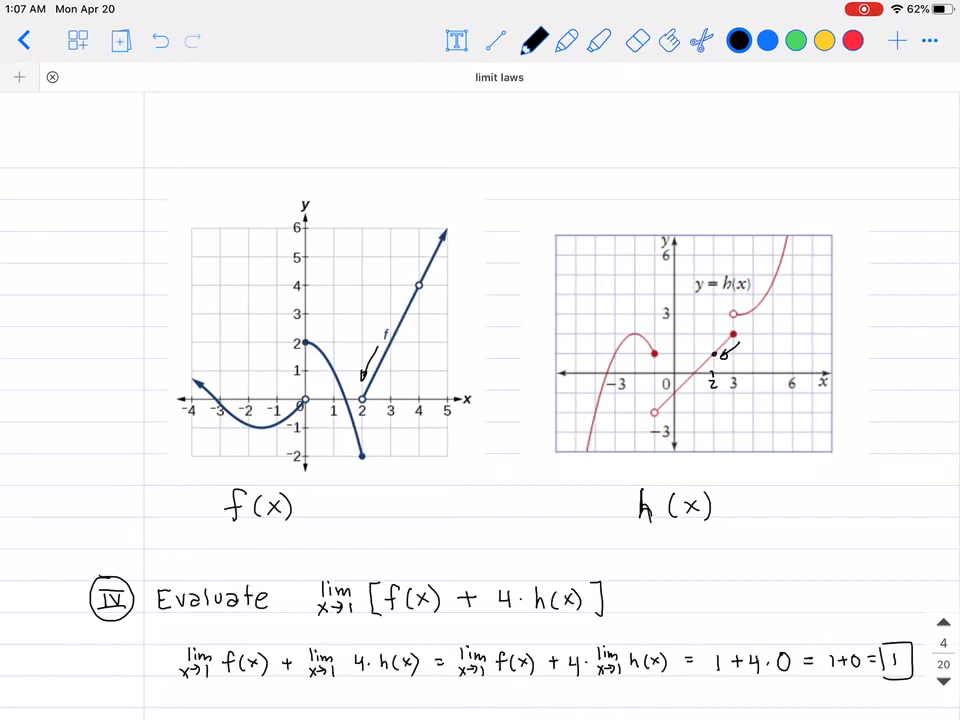 1:07 AM Mon Apr 20 62%
limit laws
y
6
5
4
3
2
1
-4 -3 -2 -1 0 1 2 3 4 5 x
-1
-2
f
y
6
y = h(x)
3
-3 0 2 3 6 x
-3
f(x) h(x)
IV Evaluate lim x→1 [f(x) + 4·h(x)]
lim x→1 f(x) + lim x→1 4·h(x) = lim x→1 f(x) + 4·lim x→1 h(x) = 1+4·0 = 1+0 = 1
4
20